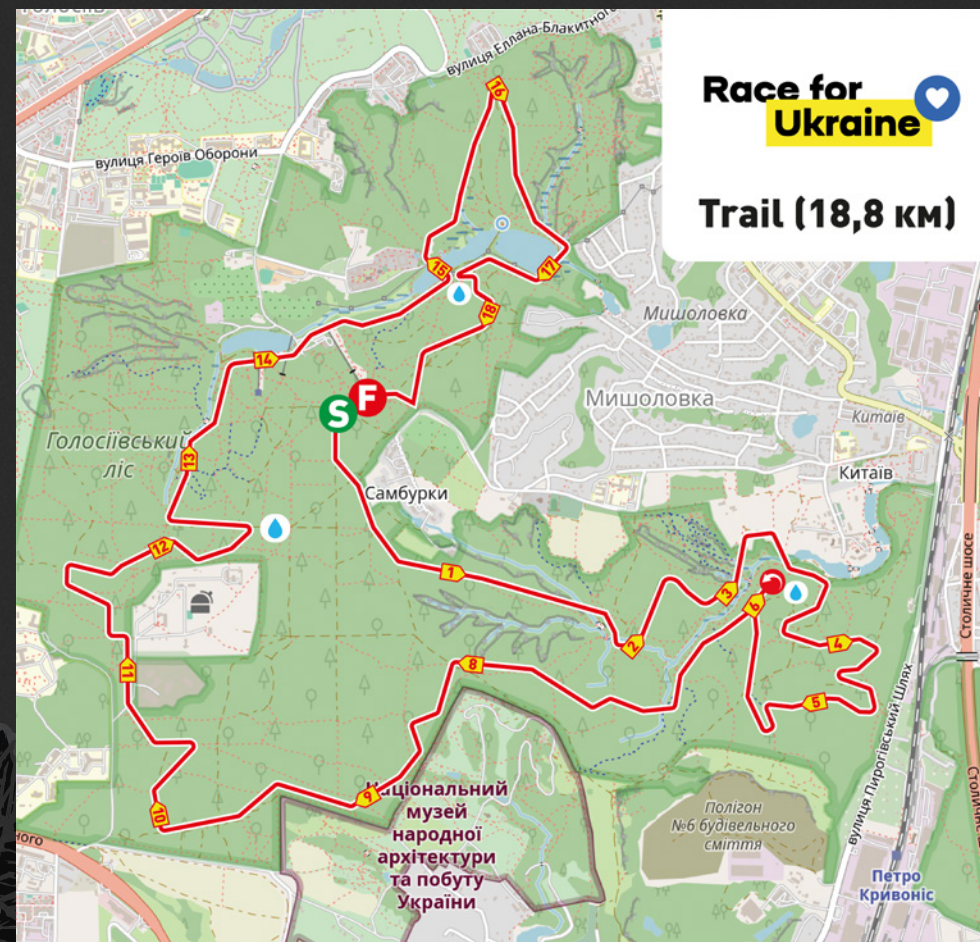 вулиця Еллана-Блакитного
Race for
Ukraine
Trail (18,8 км)
вулиця Героїв Оборони
16
15
17
18
Мишоловка
14
F
S
Мишоловка
Китаїв
Голосіївський
ліс
13
Китаїв
Самбурки
12
1
3
6
Столичне шосе
2
4
11
8
5
вулиця Пирогівський Шлях
10
9
Національний
музей
народної
архітектури
та побуту
України
Полігон
№6 будівельного
сміття
Петро
Кривоніс